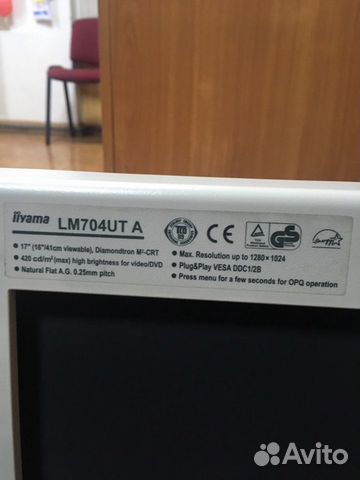 iiyama LM704UT A
• 17" (16"/41cm viewable), Diamondtron M²-CRT
• 420 cd/m²(max) high brightness for video/DVD
• Natural Flat A.G. 0.25mm pitch
TCO
CE
GS
• Max. Resolution up to 1280×1024
• Plug&Play VESA DDC1/2B
• Press menu for a few seconds for OPQ operation
Avito